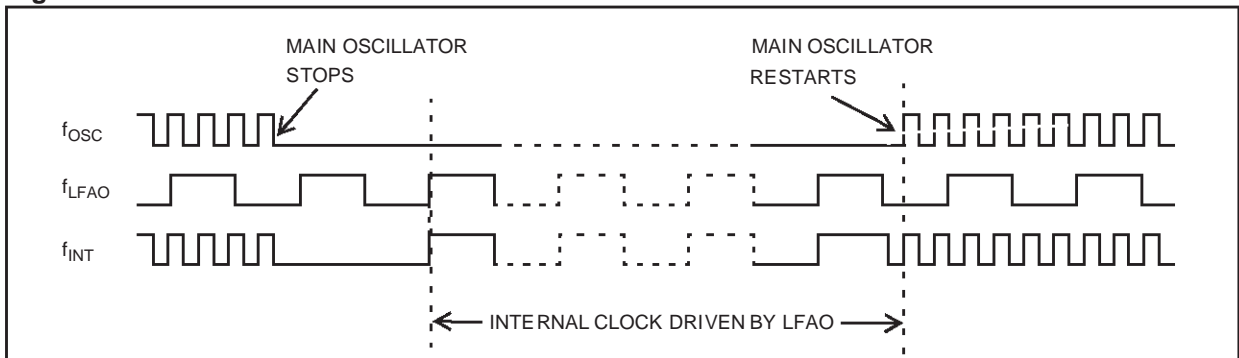 MAIN OSCILLATOR
STOPS
MAIN OSCILLATOR
RESTARTS
fOSC
fLFAO
fINT
INTERNAL CLOCK DRIVEN BY LFAO